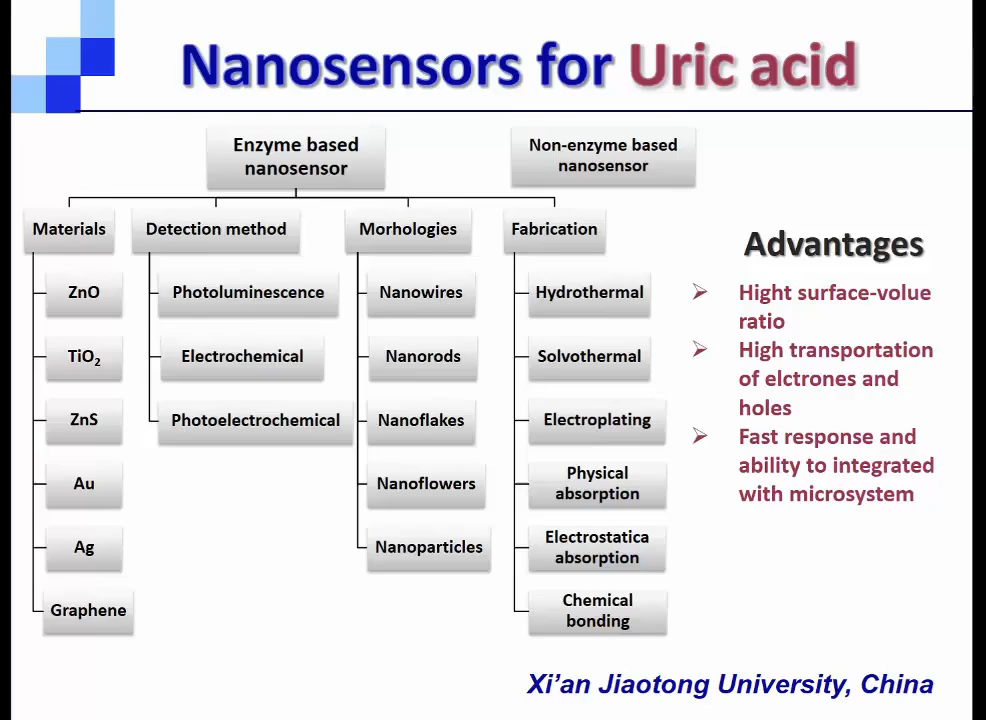 Nanosensors for Uric acid
Enzyme based
nanosensor
Non-enzyme based
nanosensor
Materials
ZnO
TiO₂
ZnS
Au
Ag
Graphene
Detection method
Photoluminescence
Electrochemical
Photoelectrochemical
Morhologies
Nanowires
Nanorods
Nanoflakes
Nanoflowers
Nanoparticles
Fabrication
Hydrothermal
Solvothermal
Electroplating
Physical
absorption
Electrostatica
absorption
Chemical
bonding
Advantages
Hight surface-volue
ratio
High transportation
of elctrones and
holes
Fast response and
ability to integrated
with microsystem
Xi'an Jiaotong University, China